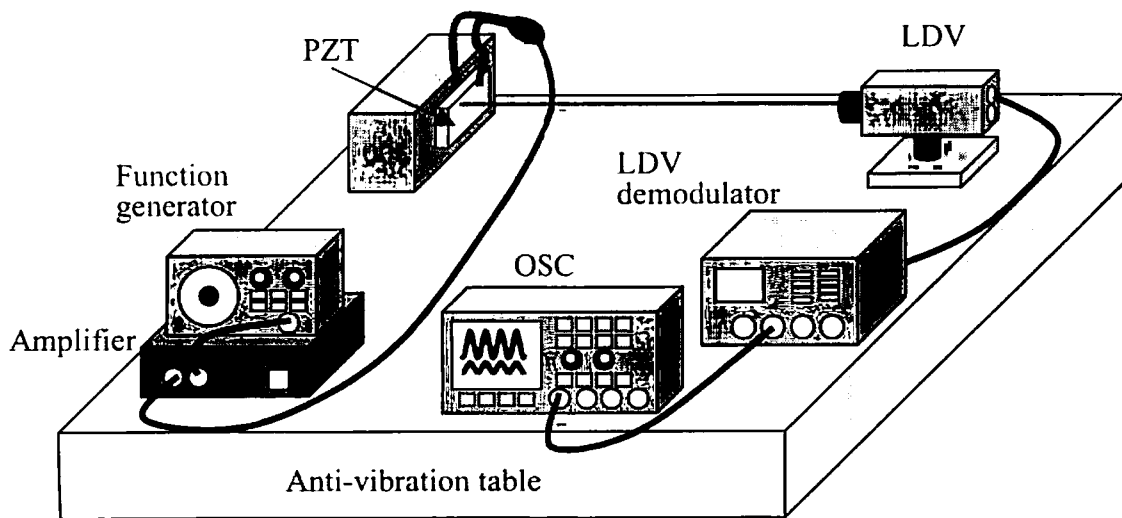 PZT
LDV
Function
generator
LDV
demodulator
OSC
Amplifier
Anti-vibration table